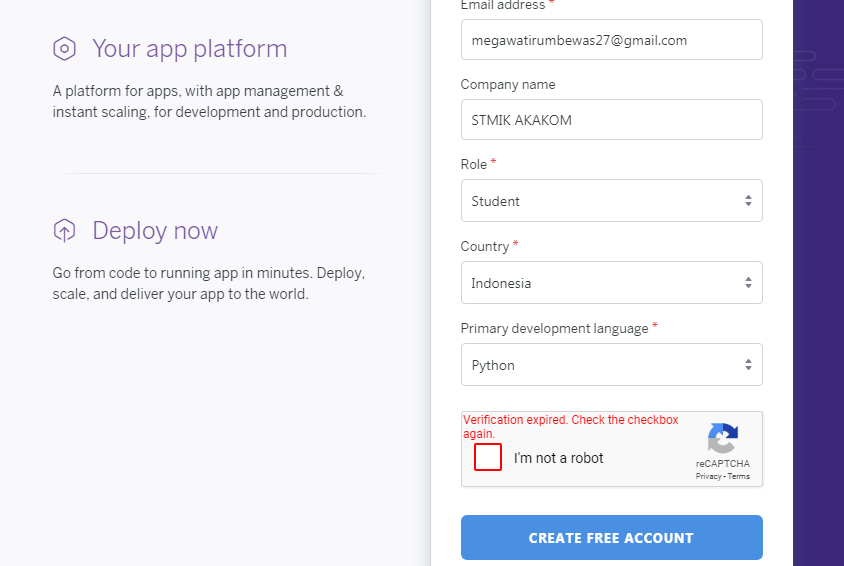 Your app platform
A platform for apps, with app management &
instant scaling, for development and production.
Deploy now
Go from code to running app in minutes. Deploy,
scale, and deliver your app to the world.
Email address *
megawatirumbewas27@gmail.com
Company name
STMIK AKAKOM
Role *
Student
Country *
Indonesia
Primary development language *
Python
Verification expired. Check the checkbox
again.
I'm not a robot
reCAPTCHA
Privacy - Terms
CREATE FREE ACCOUNT